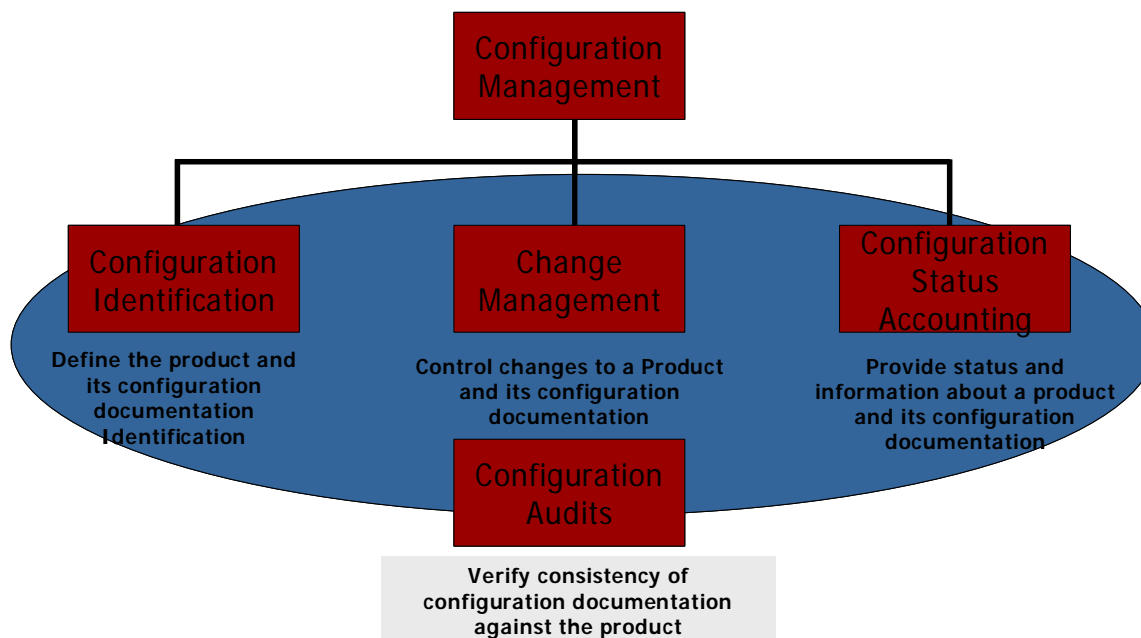 Configuration
Management
Configuration
Identification
Define the product and
its configuration
documentation
Identification
Change
Management
Control changes to a Product
and its configuration
documentation
Configuration
Status
Accounting
Provide status and
information about a product
and its configuration
documentation
Configuration
Audits
Verify consistency of
configuration documentation
against the product